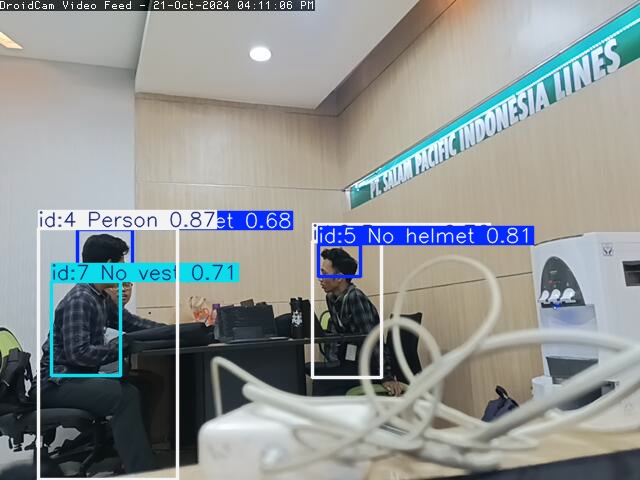 DroidCam Video Feed - 21-Oct-2024 04:11:06 PM
PT. SALAM PACIFIC INDONESIA LINES
id:4 Person 0.87
et 0.68
id:5 No helmet 0.81
id:7 No vest 0.71